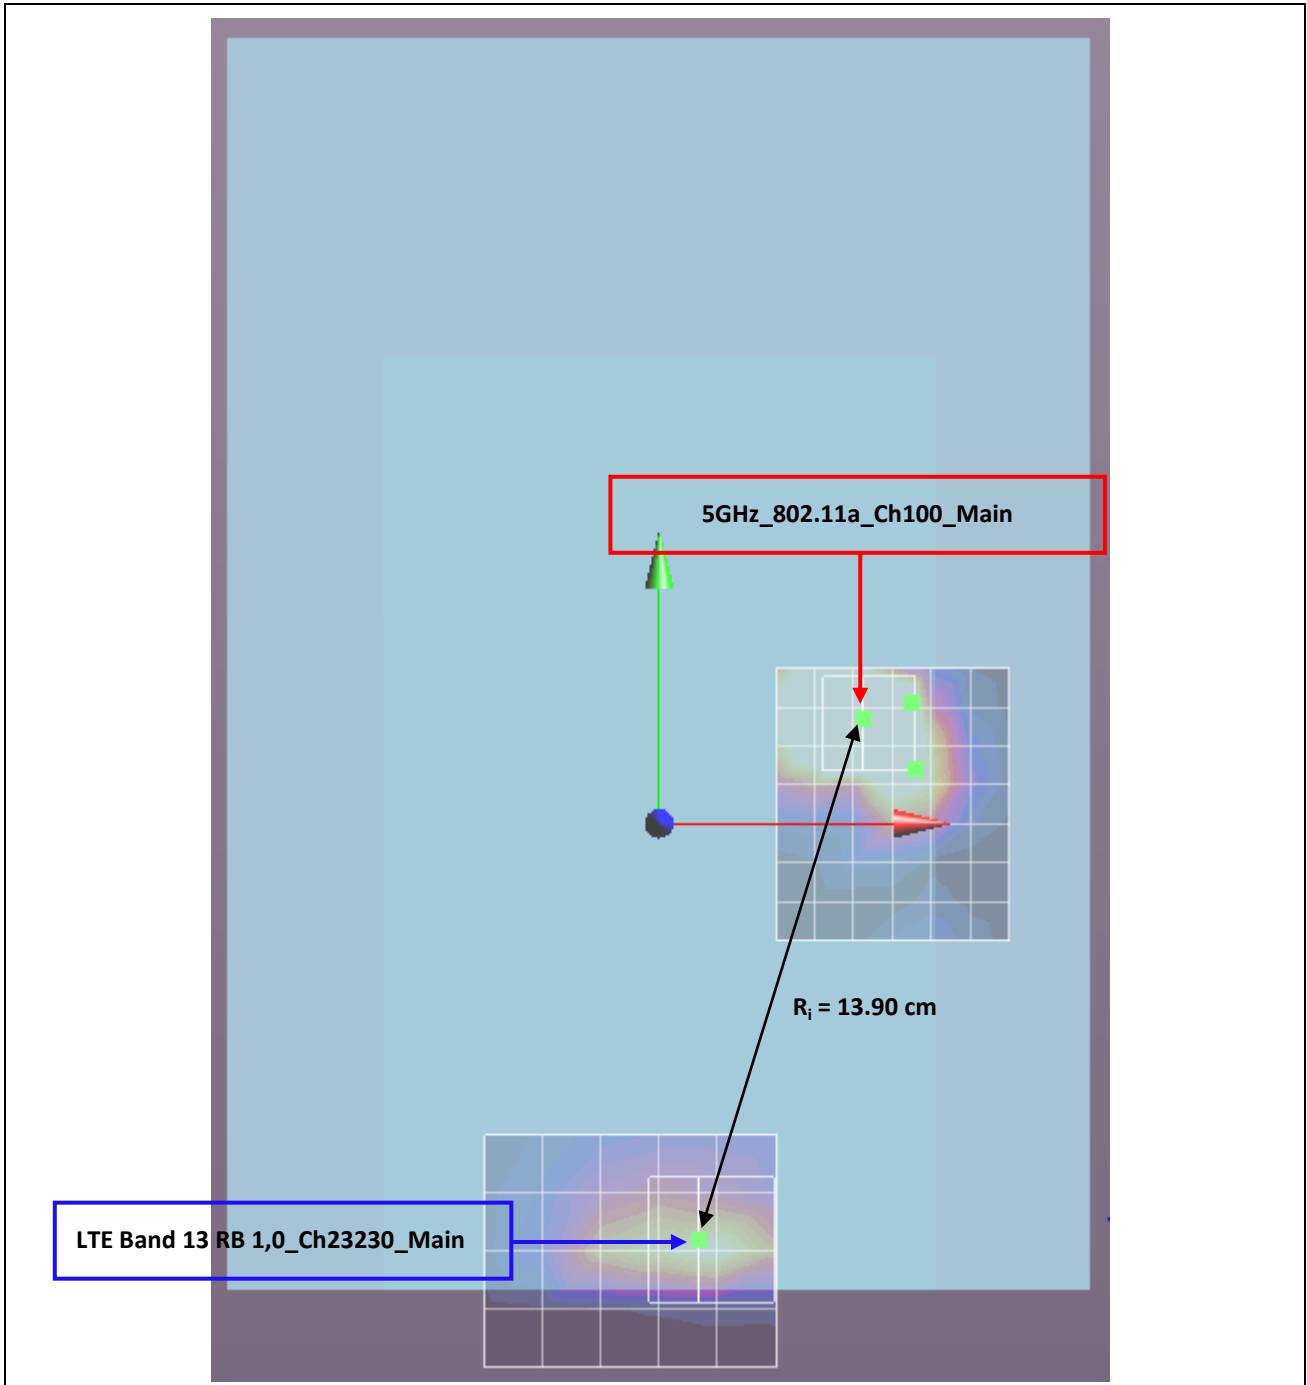 5GHz_802.11a_Ch100_Main
Rᵢ = 13.90 cm
LTE Band 13 RB 1,0_Ch23230_Main